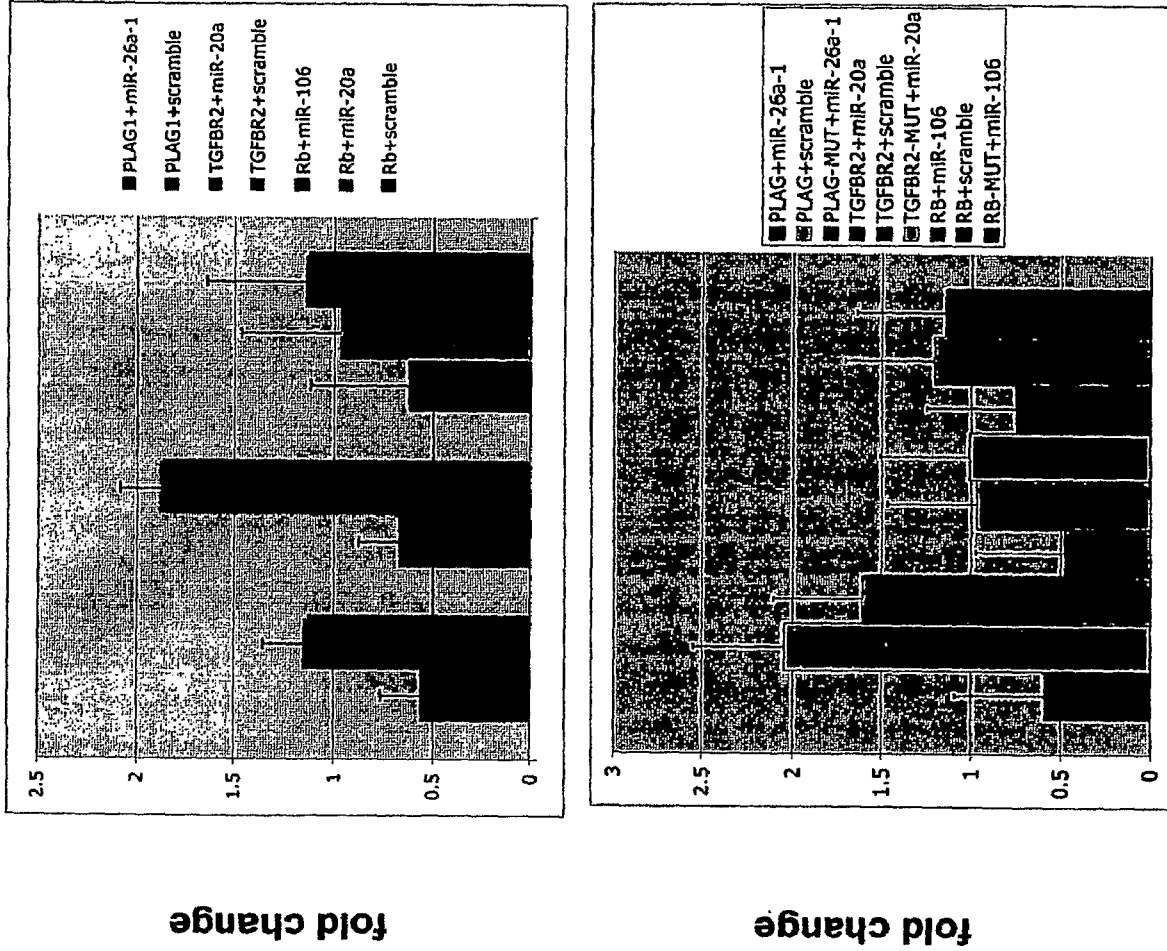 2.5
2
1.5
1
0.5
0
PLAG1+miR-26a-1
PLAG1+scramble
TGFBR2+miR-20a
TGFBR2+scramble
Rb+miR-106
Rb+miR-20a
Rb+scramble
fold change
3
2.5
2
1.5
1
0.5
0
PLAG+miR-26a-1
PLAG+scramble
PLAG-MUT+miR-26a-1
TGFBR2+miR-20a
TGFBR2+scramble
TGFBR2-MUT+miR-20a
RB+miR-106
RB+scramble
RB-MUT+miR-106
fold change